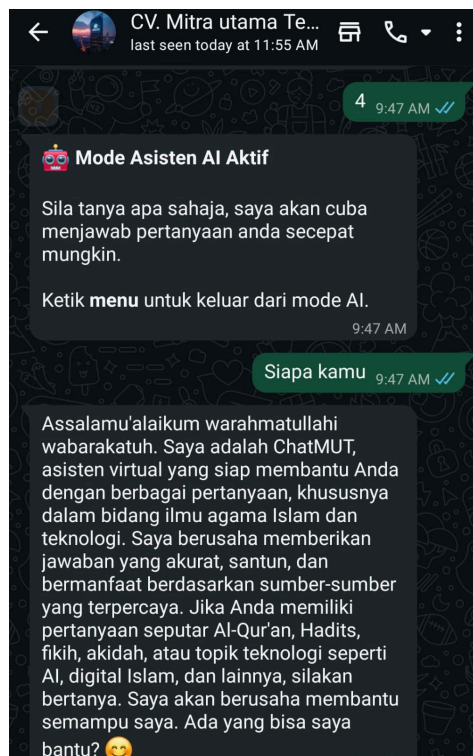 CV. Mitra utama Te...
last seen today at 11:55 AM
4 9:47 AM
🤖 Mode Asisten AI Aktif
Sila tanya apa sahaja, saya akan cuba
menjawab pertanyaan anda secepat
mungkin.
Ketik menu untuk keluar dari mode AI.
9:47 AM
Siapa kamu 9:47 AM
Assalamu'alaikum warahmatullahi
wabarakatuh. Saya adalah ChatMUT,
asisten virtual yang siap membantu Anda
dengan berbagai pertanyaan, khususnya
dalam bidang ilmu agama Islam dan
teknologi. Saya berusaha memberikan
jawaban yang akurat, santun, dan
bermanfaat berdasarkan sumber-sumber
yang terpercaya. Jika Anda memiliki
pertanyaan seputar Al-Qur'an, Hadits,
fikih, akidah, atau topik teknologi seperti
AI, digital Islam, dan lainnya, silakan
bertanya. Saya akan berusaha membantu
semampu saya. Ada yang bisa saya
bantu? 😊